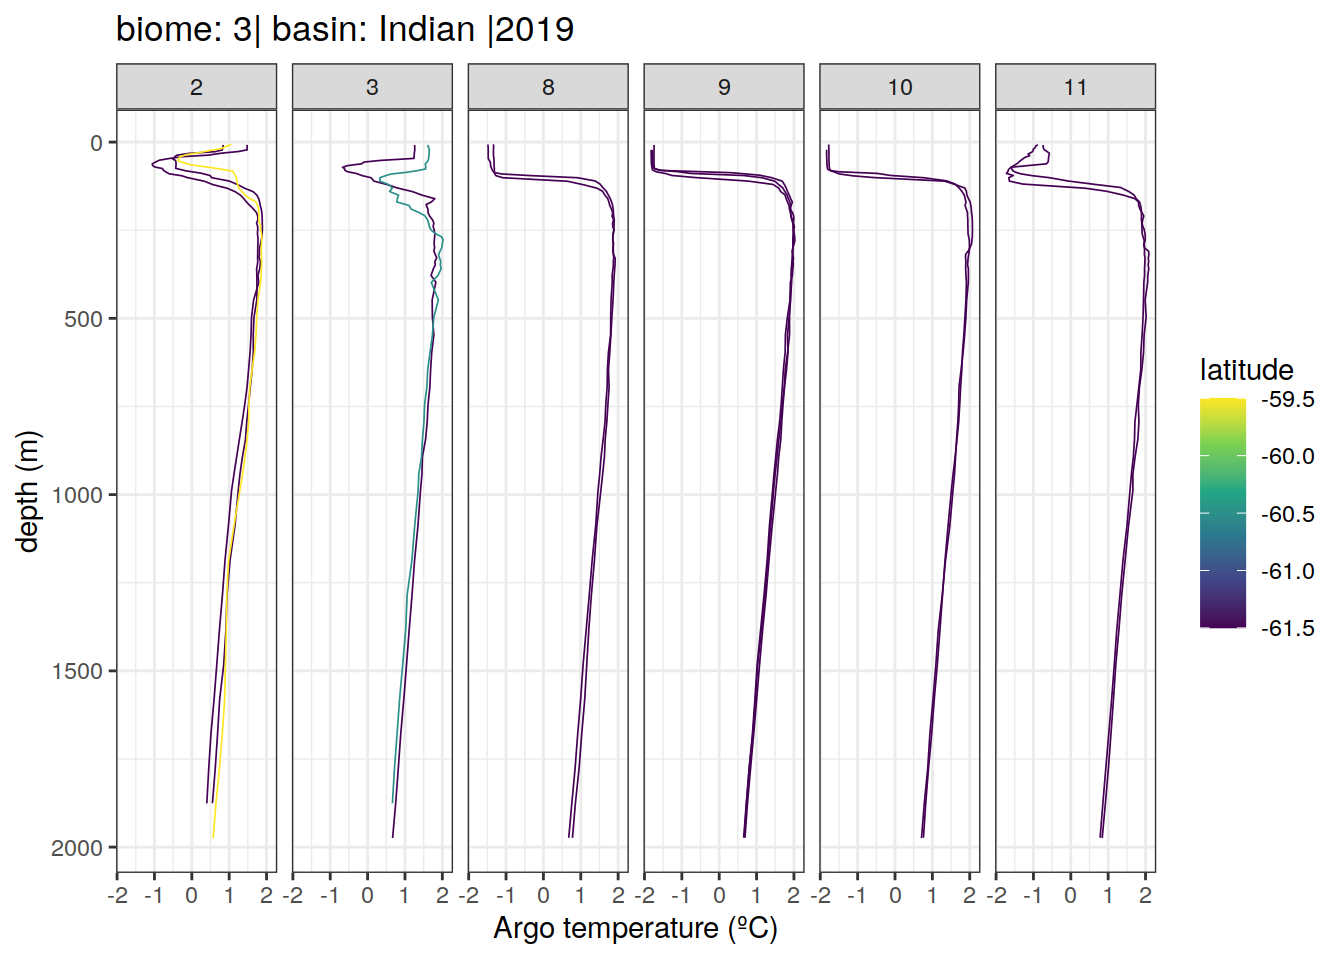 biome: 3| basin: Indian |2019
2 3 8 9 10 11
0
500
1000
1500
2000
depth (m)
-2 -1 0 1 2 -2 -1 0 1 2 -2 -1 0 1 2 -2 -1 0 1 2 -2 -1 0 1 2 -2 -1 0 1 2
Argo temperature (ºC)
latitude
-59.5
-60.0
-60.5
-61.0
-61.5